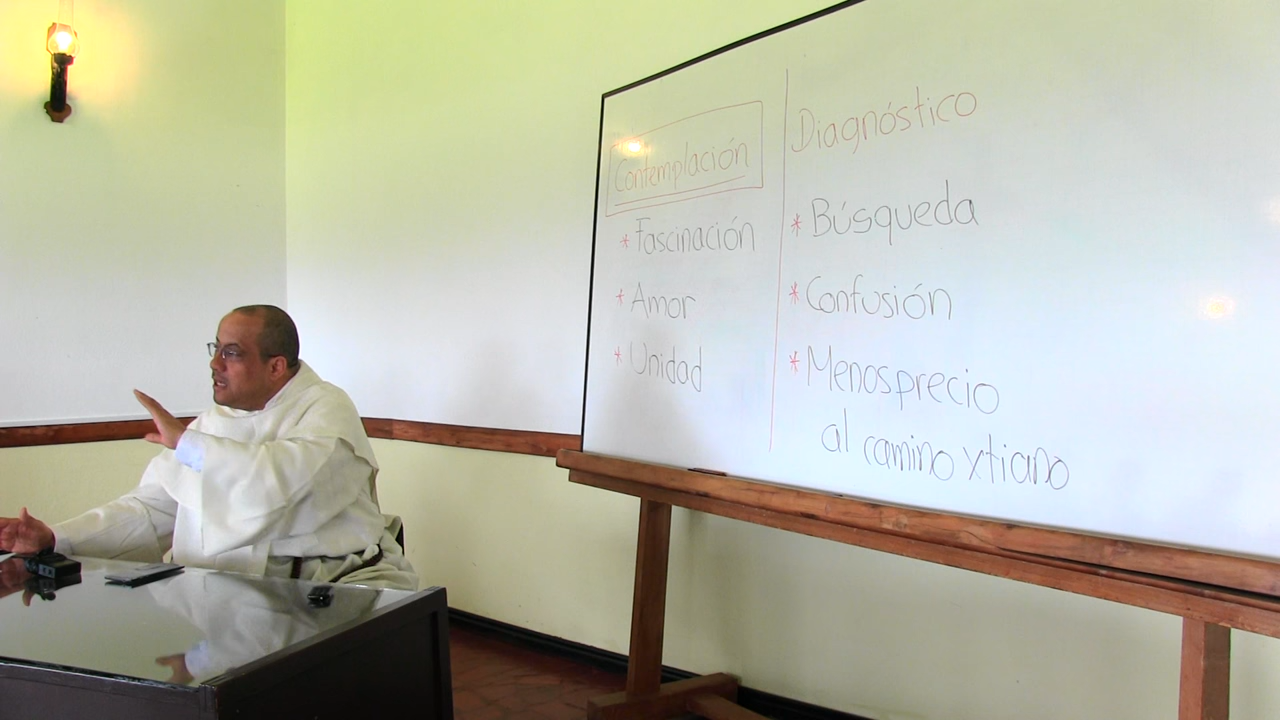 Contemplación
* Fascinación
* Amor
* Unidad
Diagnóstico
* Búsqueda
* Confusión
* Menosprecio
al camino xtiano